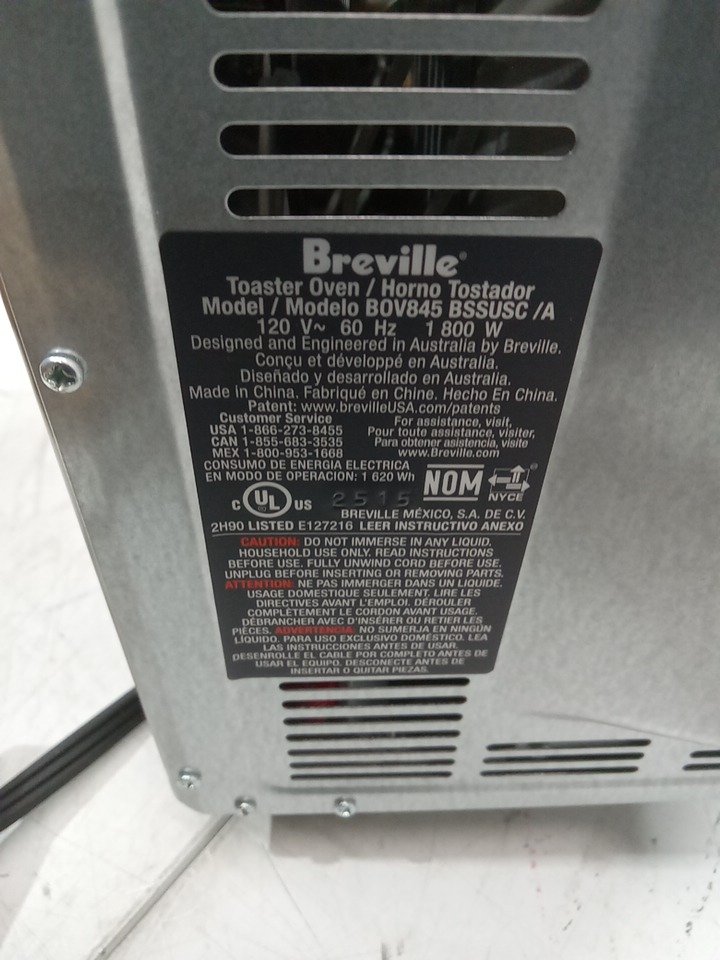 Breville®
Toaster Oven / Horno Tostador
Model / Modelo BOV845 BSSUSC /A
120 V~ 60 Hz 1 800 W
Designed and Engineered in Australia by Breville.
Conçu et développé en Australia.
Diseñado y desarrollado en Australia.
Made in China. Fabriqué en Chine. Hecho En China.
Patent: www.brevilleUSA.com/patents
Customer Service
USA 1-866-273-8455
CAN 1-855-683-3535
MEX 1-800-953-1668
For assistance, visit,
Pour toute assistance, visiter,
Para obtener asistencia, visite
www.Breville.com
CONSUMO DE ENERGIA ELECTRICA
EN MODO DE OPERACION: 1 620 Wh
NOM
NYCE
C UL US
2515
BREVILLE MÉXICO, S.A. DE C.V.
2H90 LISTED E127216 LEER INSTRUCTIVO ANEXO
CAUTION: DO NOT IMMERSE IN ANY LIQUID.
HOUSEHOLD USE ONLY. READ INSTRUCTIONS
BEFORE USE. FULLY UNWIND CORD BEFORE USE.
UNPLUG BEFORE INSERTING OR REMOVING PARTS.
ATTENTION: NE PAS IMMERGER DANS UN LIQUIDE.
USAGE DOMESTIQUE SEULEMENT. LIRE LES
DIRECTIVES AVANT L'EMPLOI. DÉROULER
COMPLÈTEMENT LE CORDON AVANT USAGE.
DÉBRANCHER AVEC D'INSÉRER OU RETIER LES
PIÈCES. ADVERTENCIA: NO SUMERJA EN NINGÚN
LÍQUIDO. PARA USO EXCLUSIVO DOMÉSTICO. LEA
LAS INSTRUCCIONES ANTES DE USAR.
DESENROLLE EL CABLE POR COMPLETO ANTES DE
USAR EL EQUIPO. DESCONECTE ANTES DE
INSERTAR O QUITAR PIEZAS.